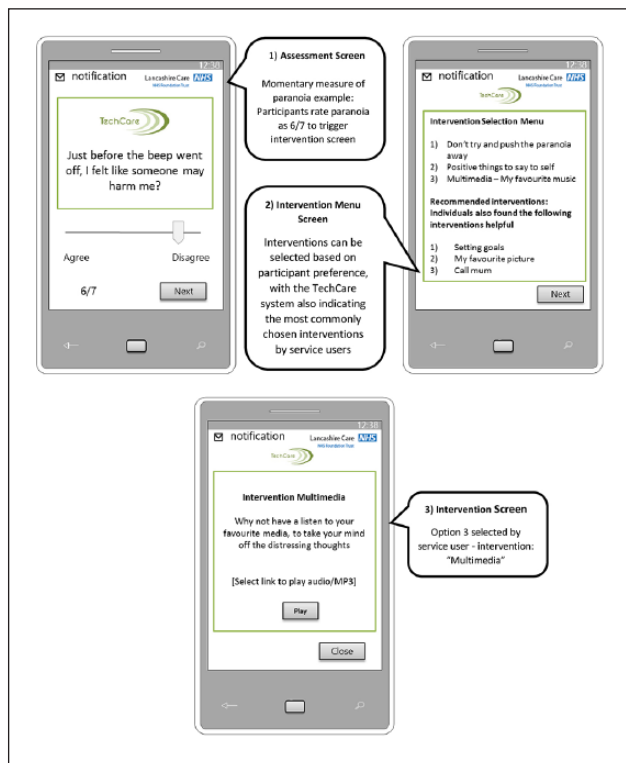 12:38
notification
Lancashire Care NHS
NHS Foundation Trust
TechCare
Just before the beep went
off, I felt like someone may
harm me?
Agree
Disagree
6/7
Next
1) Assessment Screen
Momentary measure of
paranoia example:
Participants rate paranoia
as 6/7 to trigger
intervention screen
2) Intervention Menu
Screen
Interventions can be
selected based on
participant preference,
with the TechCare
system also indicating
the most commonly
chosen interventions
by service users
12:38
notification
Lancashire Care NHS
NHS Foundation Trust
TechCare
Intervention Selection Menu
1) Don't try and push the paranoia
away
2) Positive things to say to self
3) Multimedia – My favourite music
Recommended interventions:
Individuals also found the following
interventions helpful
1) Setting goals
2) My favourite picture
3) Call mum
Next
12:38
notification
Lancashire Care NHS
NHS Foundation Trust
TechCare
Intervention Multimedia
Why not have a listen to your
favourite media, to take your mind
off the distressing thoughts
[Select link to play audio/MP3]
Play
Close
3) Intervention Screen
Option 3 selected by
service user - intervention:
"Multimedia"